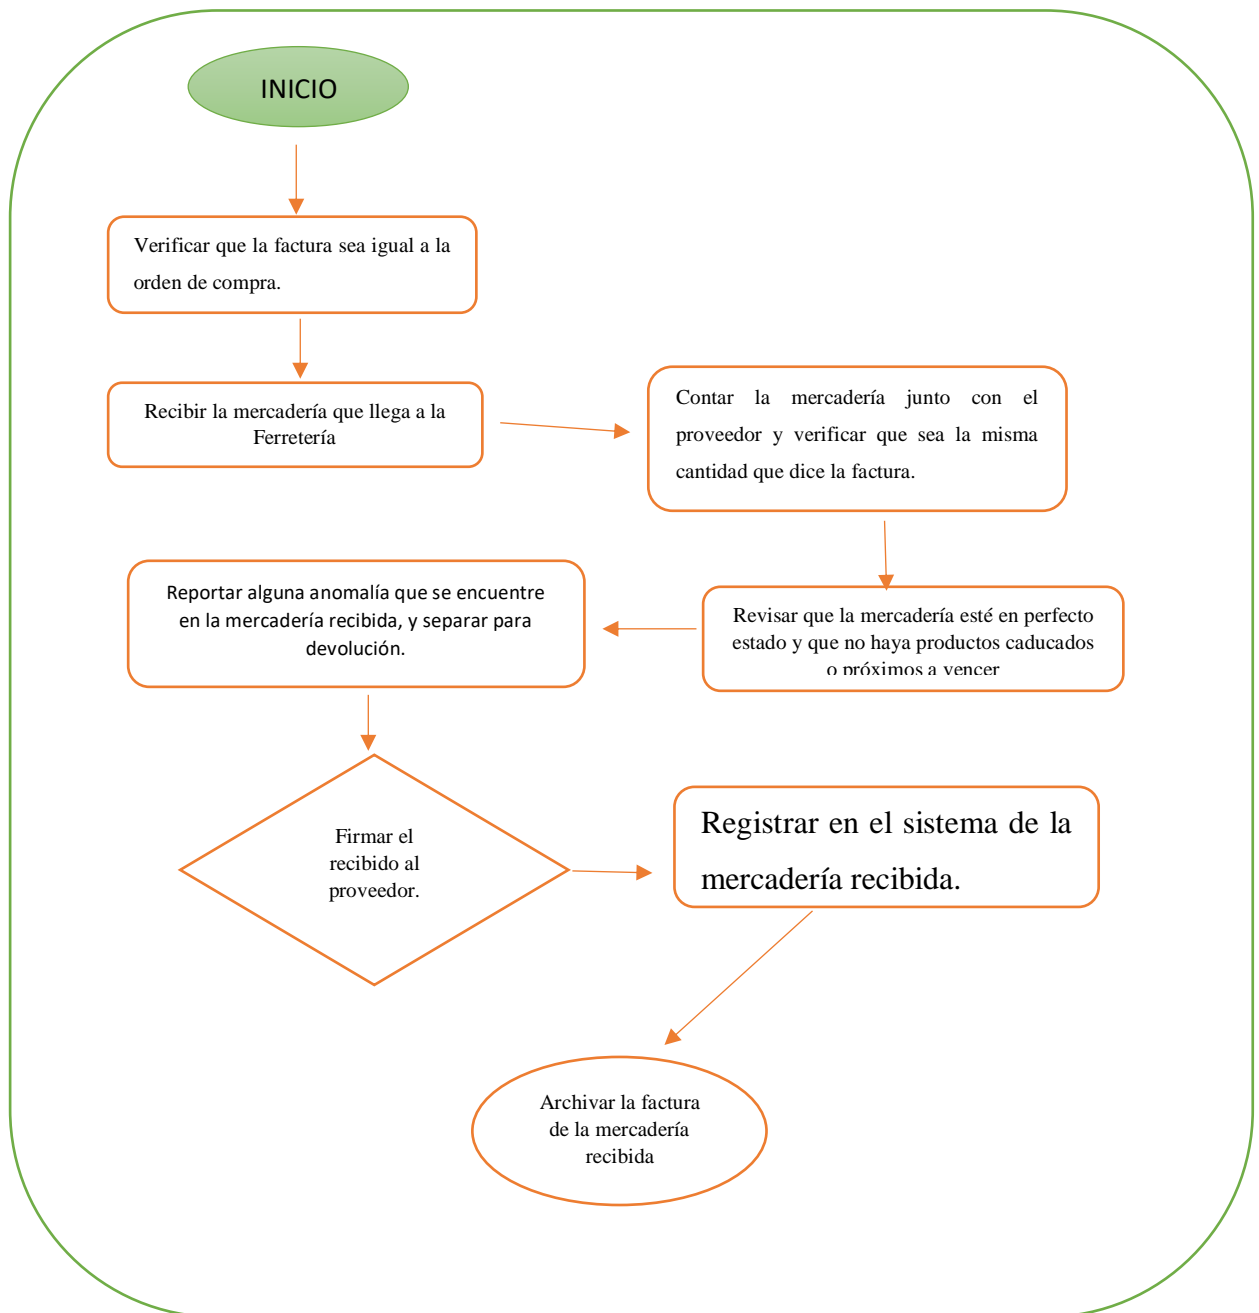 INICIO
Verificar que la factura sea igual a la
orden de compra.
Recibir la mercadería que llega a la
Ferretería
Contar la mercadería junto con el
proveedor y verificar que sea la misma
cantidad que dice la factura.
Revisar que la mercadería esté en perfecto
estado y que no haya productos caducados
o próximos a vencer
Reportar alguna anomalía que se encuentre
en la mercadería recibida, y separar para
devolución.
Firmar el
recibido al
proveedor.
Registrar en el sistema de la
mercadería recibida.
Archivar la factura
de la mercadería
recibida